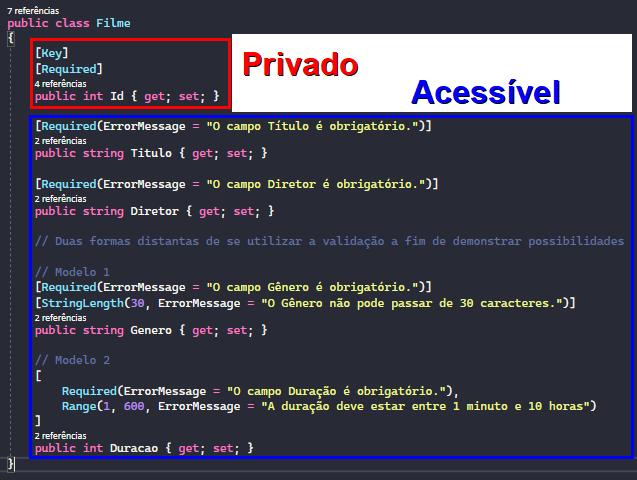 7 referências
public class Filme
{
[Key]
[Required]
4 referências
public int Id { get; set; }
Privado
Acessível
[Required(ErrorMessage = "O campo Título é obrigatório.")]
2 referências
public string Titulo { get; set; }
[Required(ErrorMessage = "O campo Diretor é obrigatório.")]
2 referências
public string Diretor { get; set; }
// Duas formas distantas de se utilizar a validação a fim de demonstrar possibilidades
// Modelo 1
[Required(ErrorMessage = "O campo Gênero é obrigatório.")]
[StringLength(30, ErrorMessage = "O Gênero não pode passar de 30 caracteres.")]
2 referências
public string Genero { get; set; }
// Modelo 2
[
Required(ErrorMessage = "O campo Duração é obrigatório."),
Range(1, 600, ErrorMessage = "A duração deve estar entre 1 minuto e 10 horas")
]
2 referências
public int Duracao { get; set; }
}